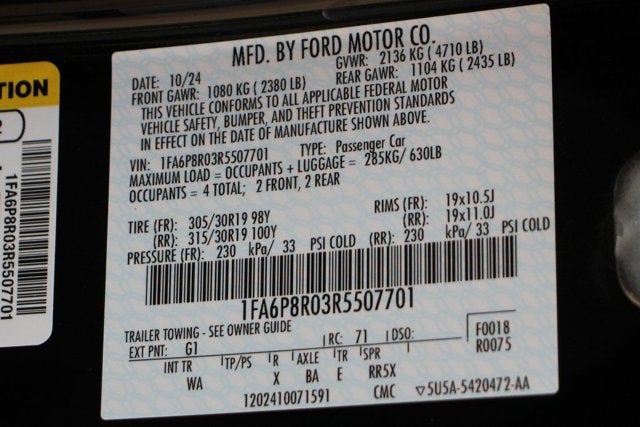 MFD. BY FORD MOTOR CO.
DATE: 10/24 GVWR: 2136 KG ( 4710 LB)
FRONT GAWR: 1080 KG ( 2380 LB) REAR GAWR: 1104 KG ( 2435 LB)
THIS VEHICLE CONFORMS TO ALL APPLICABLE FEDERAL MOTOR
VEHICLE SAFETY, BUMPER, AND THEFT PREVENTION STANDARDS
IN EFFECT ON THE DATE OF MANUFACTURE SHOWN ABOVE.
VIN: 1FA6P8R03R5507701 TYPE: Passenger Car
MAXIMUM LOAD = OCCUPANTS + LUGGAGE = 285KG/ 630LB
OCCUPANTS = 4 TOTAL; 2 FRONT, 2 REAR
TIRE (FR): 305/30R19 98Y RIMS (FR): 19x10.5J
(RR): 315/30R19 100Y (RR): 19x11.0J
PRESSURE (FR): 230 kPa/ 33 PSI COLD (RR): 230 kPa/ 33 PSI COLD
1FA6P8R03R5507701
TRAILER TOWING - SEE OWNER GUIDE
EXT PNT: G1 RC: 71 DSO: F0018
INT TR TP/PS R AXLE TR SPR R0075
WA X BA E RR5X
1202410071591 CMC 5U5A-5420472-AA
TION
2
1FA6P8R03R5507701